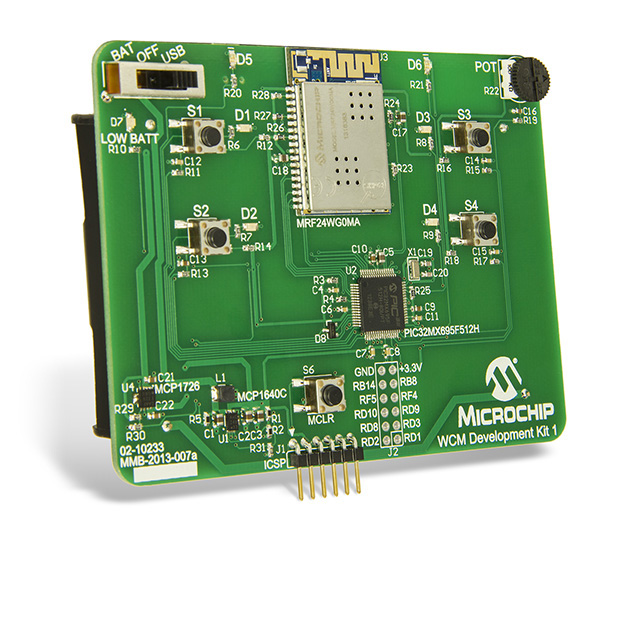 BAT OFF USB
D5
J3
D6
POT
R22
R20
R28
R21
C16
R19
D7
LOW BATT
R10
S1
D1
R27
R26
R12
R6
C12
R11
C18
MICROCHIP
R24
C17
R23
D3
R8
S3
C14
R16
R15
MRF24WG0MA
S2
D2
R7
R14
C13
R13
D4
R9
S4
C15
R18
R17
C10
C5
U2
X1
C19
C20
R3
C4
R4
C6
R25
C9
C11
PIC
D8
PIC32MX695F512H
C7
C8
U4
C21
MCP1726
R29
C22
R30
L1
MCP1640C
R5
C1
U1
C2
C3
R1
R2
R31
S6
MCLR
GND +3.3V
RB14 RB8
RF5 RF4
RD10 RD9
RD8 RD3
RD2 RD1
J2
J1
ICSP
MICROCHIP
WCM Development Kit 1
02-10233
MMB-2013-007a